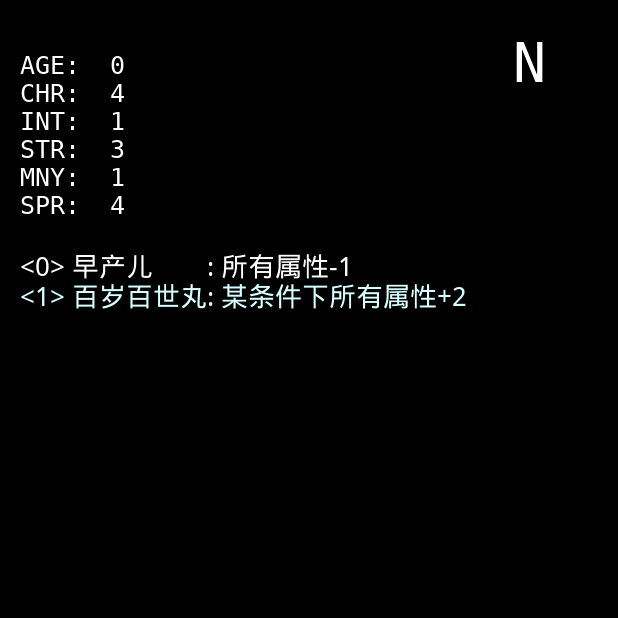 N
AGE: 0
CHR: 4
INT: 1
STR: 3
MNY: 1
SPR: 4
<0> 早产儿 : 所有属性-1
<1> 百岁百世丸: 某条件下所有属性+2